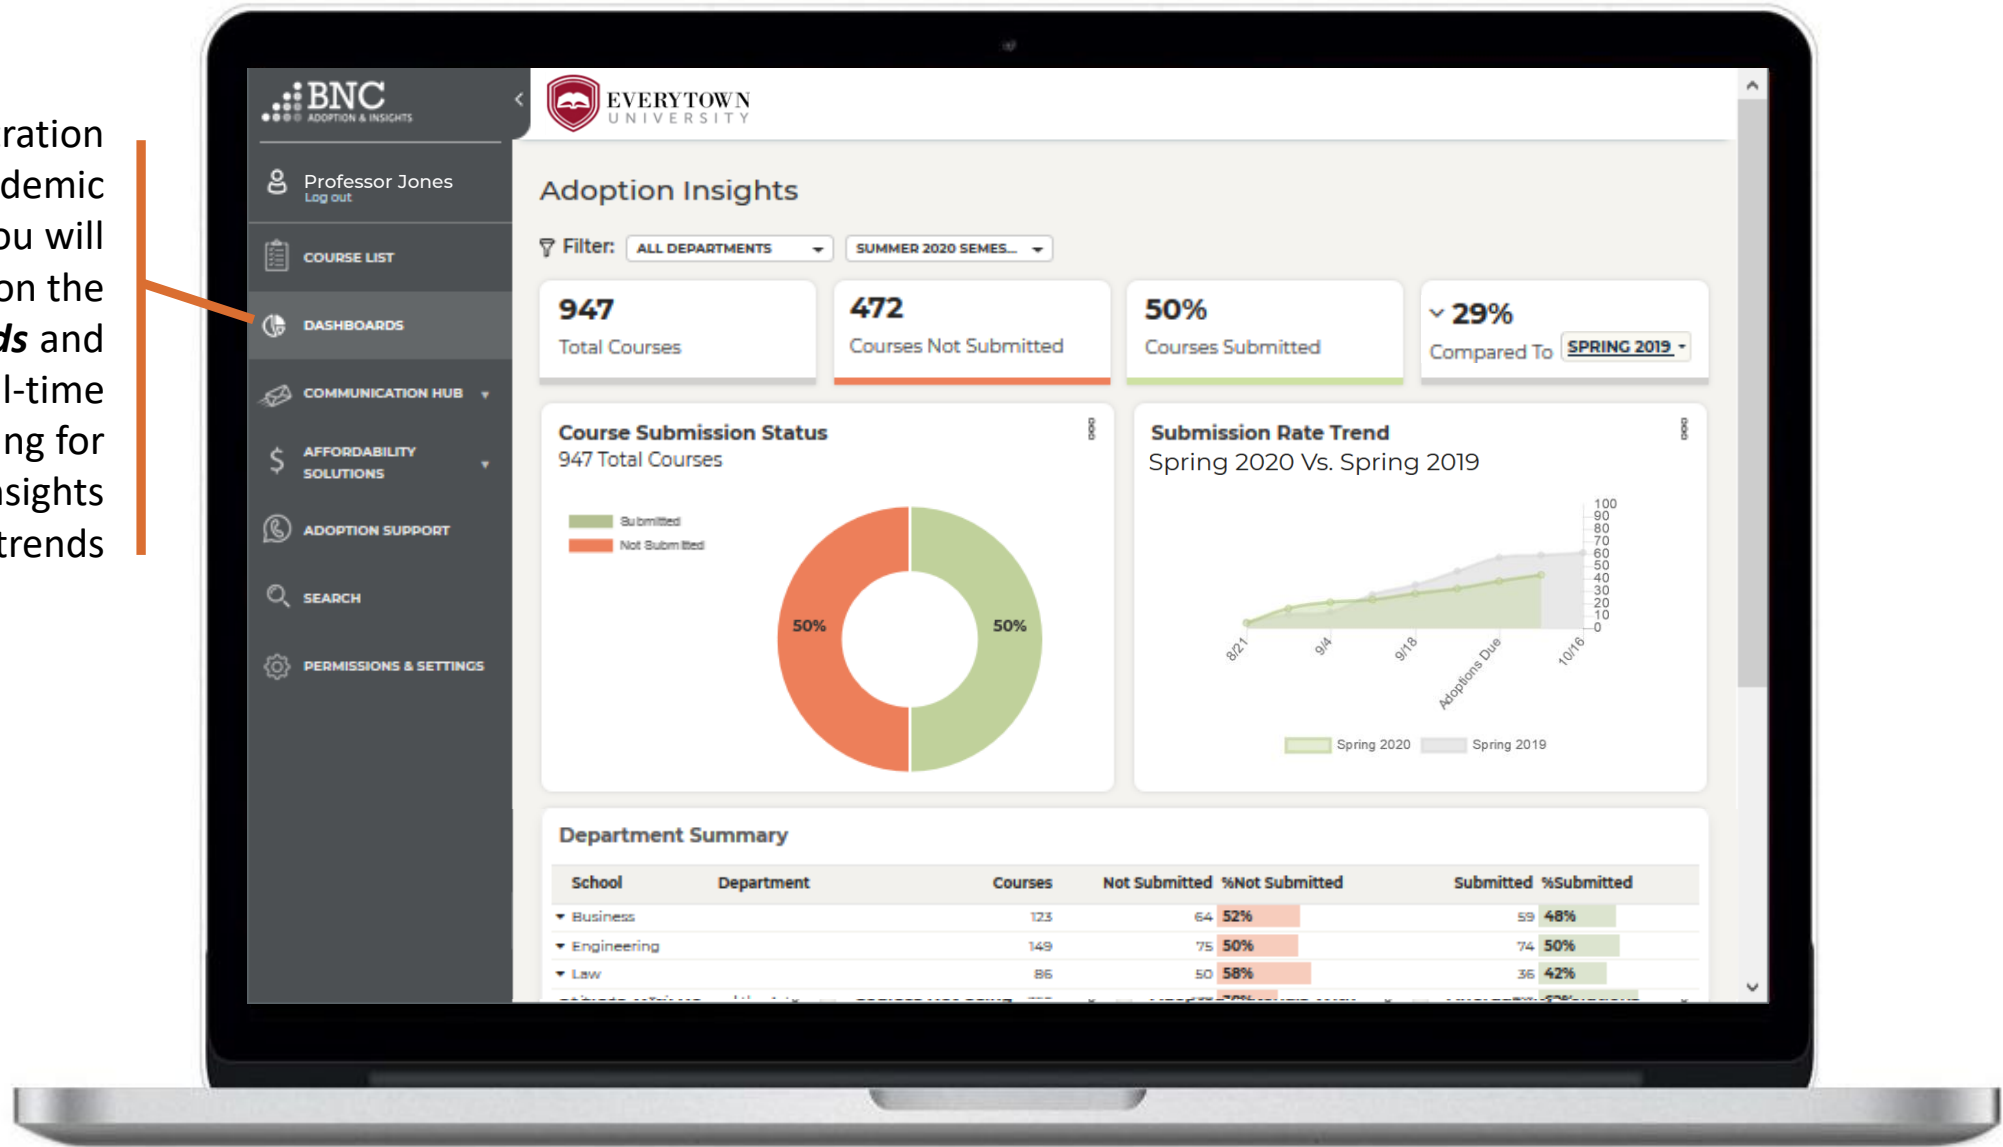 ration
demic
ou will
on the
ds and
l-time
ing for
nsights
trends
BNC
ADOPTION & INSIGHTS
EVERYTOWN
UNIVERSITY
Professor Jones
Log out
COURSE LIST
DASHBOARDS
COMMUNICATION HUB
AFFORDABILITY
SOLUTIONS
ADOPTION SUPPORT
SEARCH
PERMISSIONS & SETTINGS
Adoption Insights
Filter: ALL DEPARTMENTS SUMMER 2020 SEMES...
947
Total Courses
472
Courses Not Submitted
50%
Courses Submitted
29%
Compared To SPRING 2019
Course Submission Status
947 Total Courses
Submitted
Not Submitted
50% 50%
Submission Rate Trend
Spring 2020 Vs. Spring 2019
100
90
80
70
60
50
40
30
20
10
0
8/21 9/4 9/18 Adoptions Due 10/16
Spring 2020 Spring 2019
Department Summary
School Department Courses Not Submitted %Not Submitted Submitted %Submitted
Business 123 64 52% 59 48%
Engineering 149 75 50% 74 50%
Law 86 50 58% 36 42%